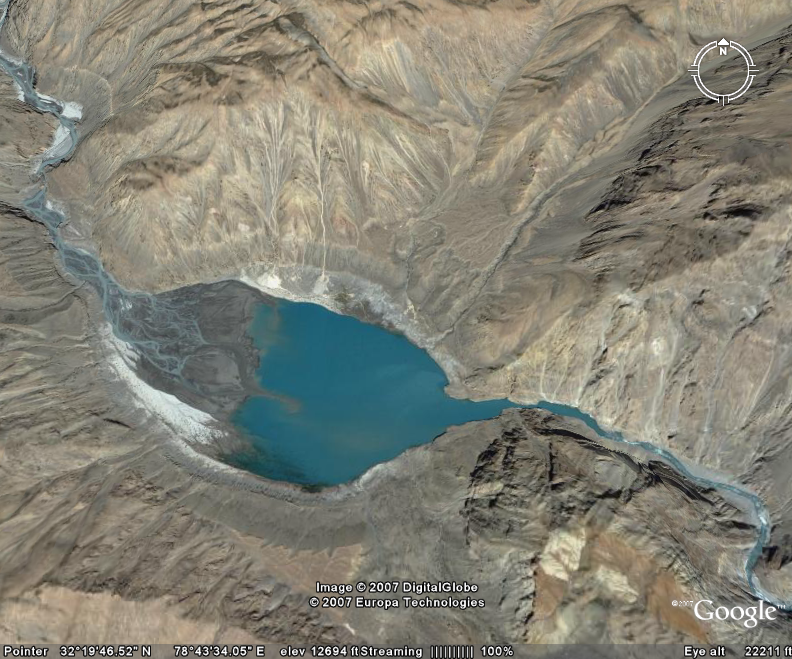 N
Image © 2007 DigitalGlobe
© 2007 Europa Technologies
©2007 Google™
Pointer 32°19'46.52" N 78°43'34.05" E elev 12694 ft Streaming |||||||||| 100% Eye alt 22211 ft